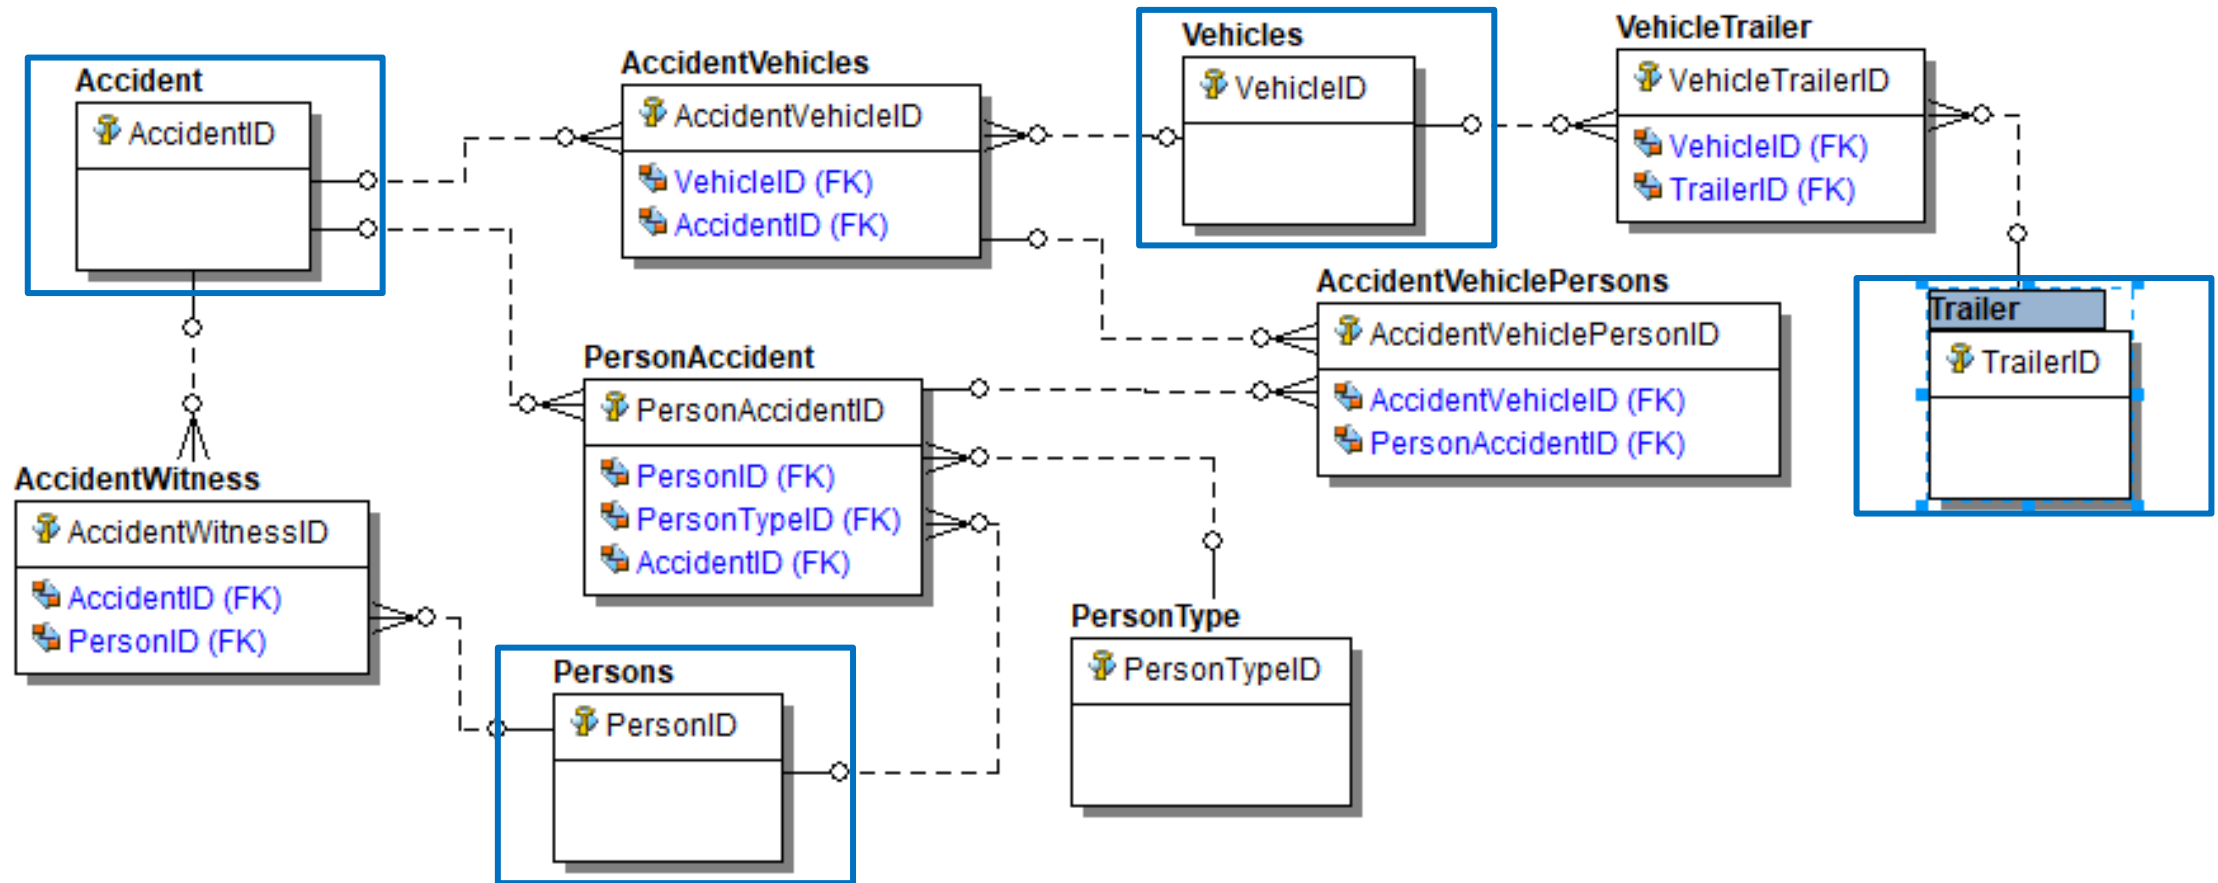 Accident
AccidentID
AccidentVehicles
AccidentVehicleID
VehicleID (FK)
AccidentID (FK)
Vehicles
VehicleID
VehicleTrailer
VehicleTrailerID
VehicleID (FK)
TrailerID (FK)
AccidentVehiclePersons
AccidentVehiclePersonID
AccidentVehicleID (FK)
PersonAccidentID (FK)
Trailer
TrailerID
PersonAccident
PersonAccidentID
PersonID (FK)
PersonTypeID (FK)
AccidentID (FK)
AccidentWitness
AccidentWitnessID
AccidentID (FK)
PersonID (FK)
Persons
PersonID
PersonType
PersonTypeID